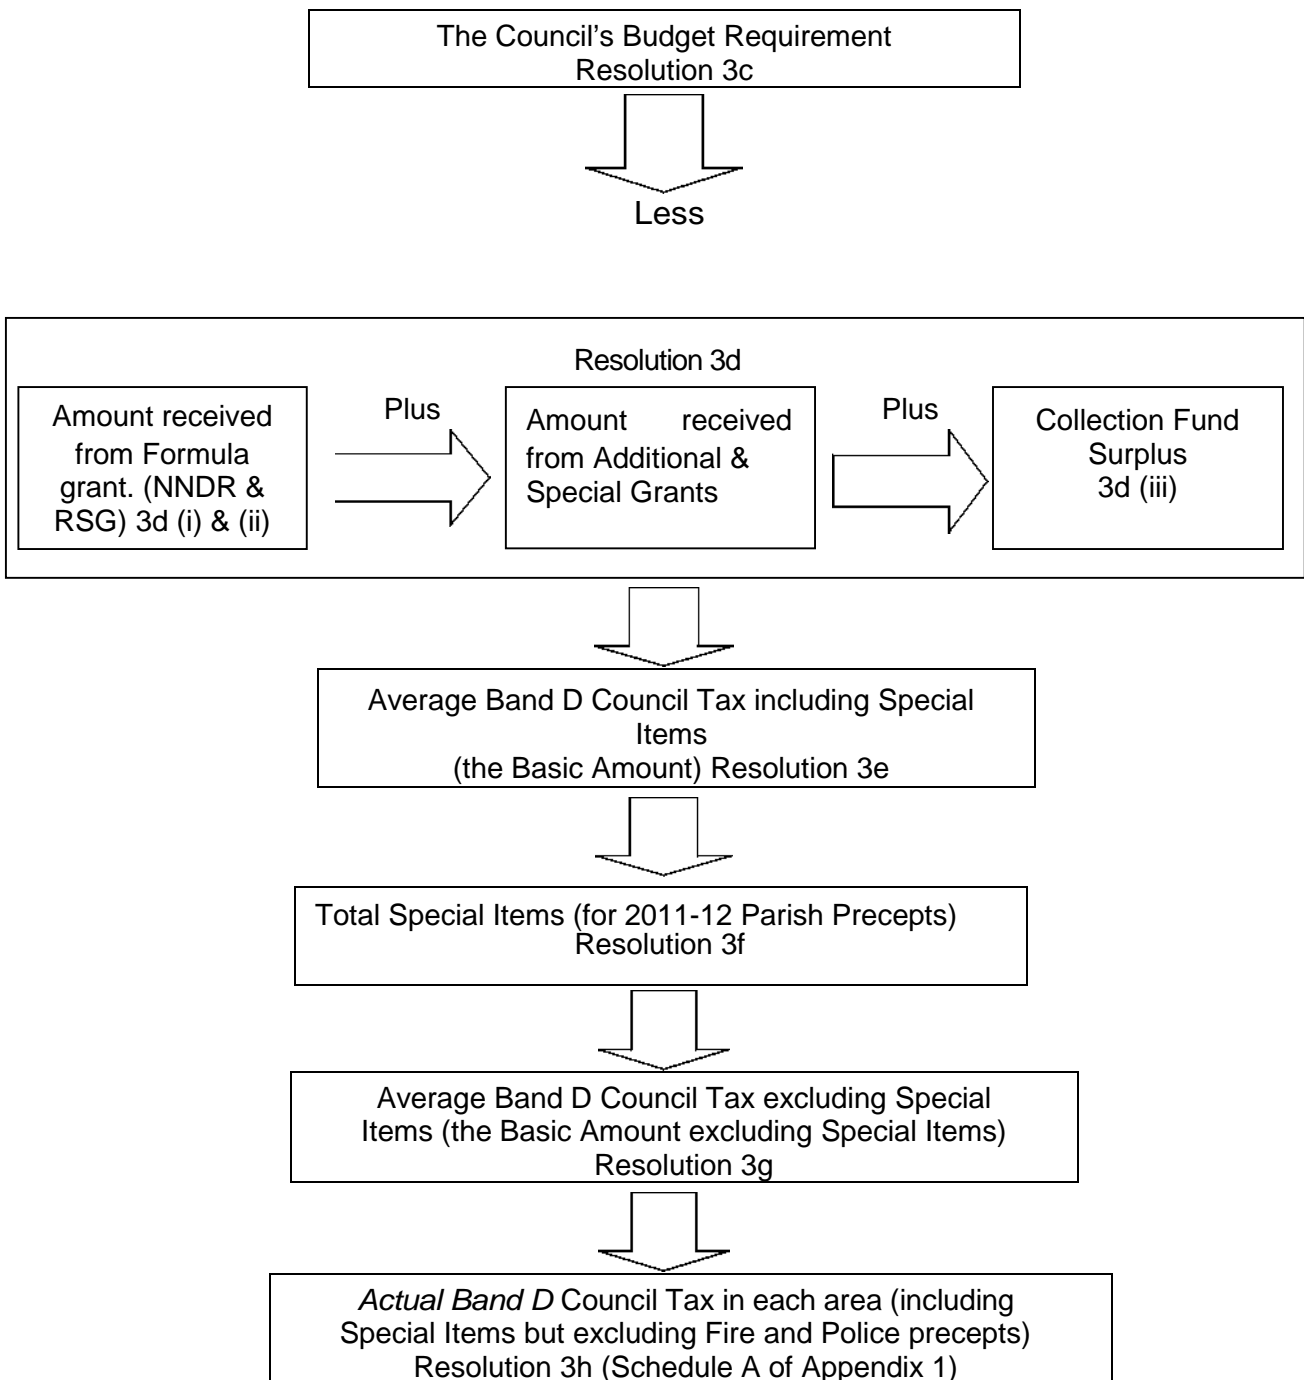 The Council's Budget Requirement
Resolution 3c
Less
Resolution 3d
Amount received
from Formula
grant. (NNDR &
RSG) 3d (i) & (ii)
Plus
Amount received
from Additional &
Special Grants
Plus
Collection Fund
Surplus
3d (iii)
Average Band D Council Tax including Special
Items
(the Basic Amount) Resolution 3e
Total Special Items (for 2011-12 Parish Precepts)
Resolution 3f
Average Band D Council Tax excluding Special
Items (the Basic Amount excluding Special Items)
Resolution 3g
Actual Band D Council Tax in each area (including
Special Items but excluding Fire and Police precepts)
Resolution 3h (Schedule A of Appendix 1)